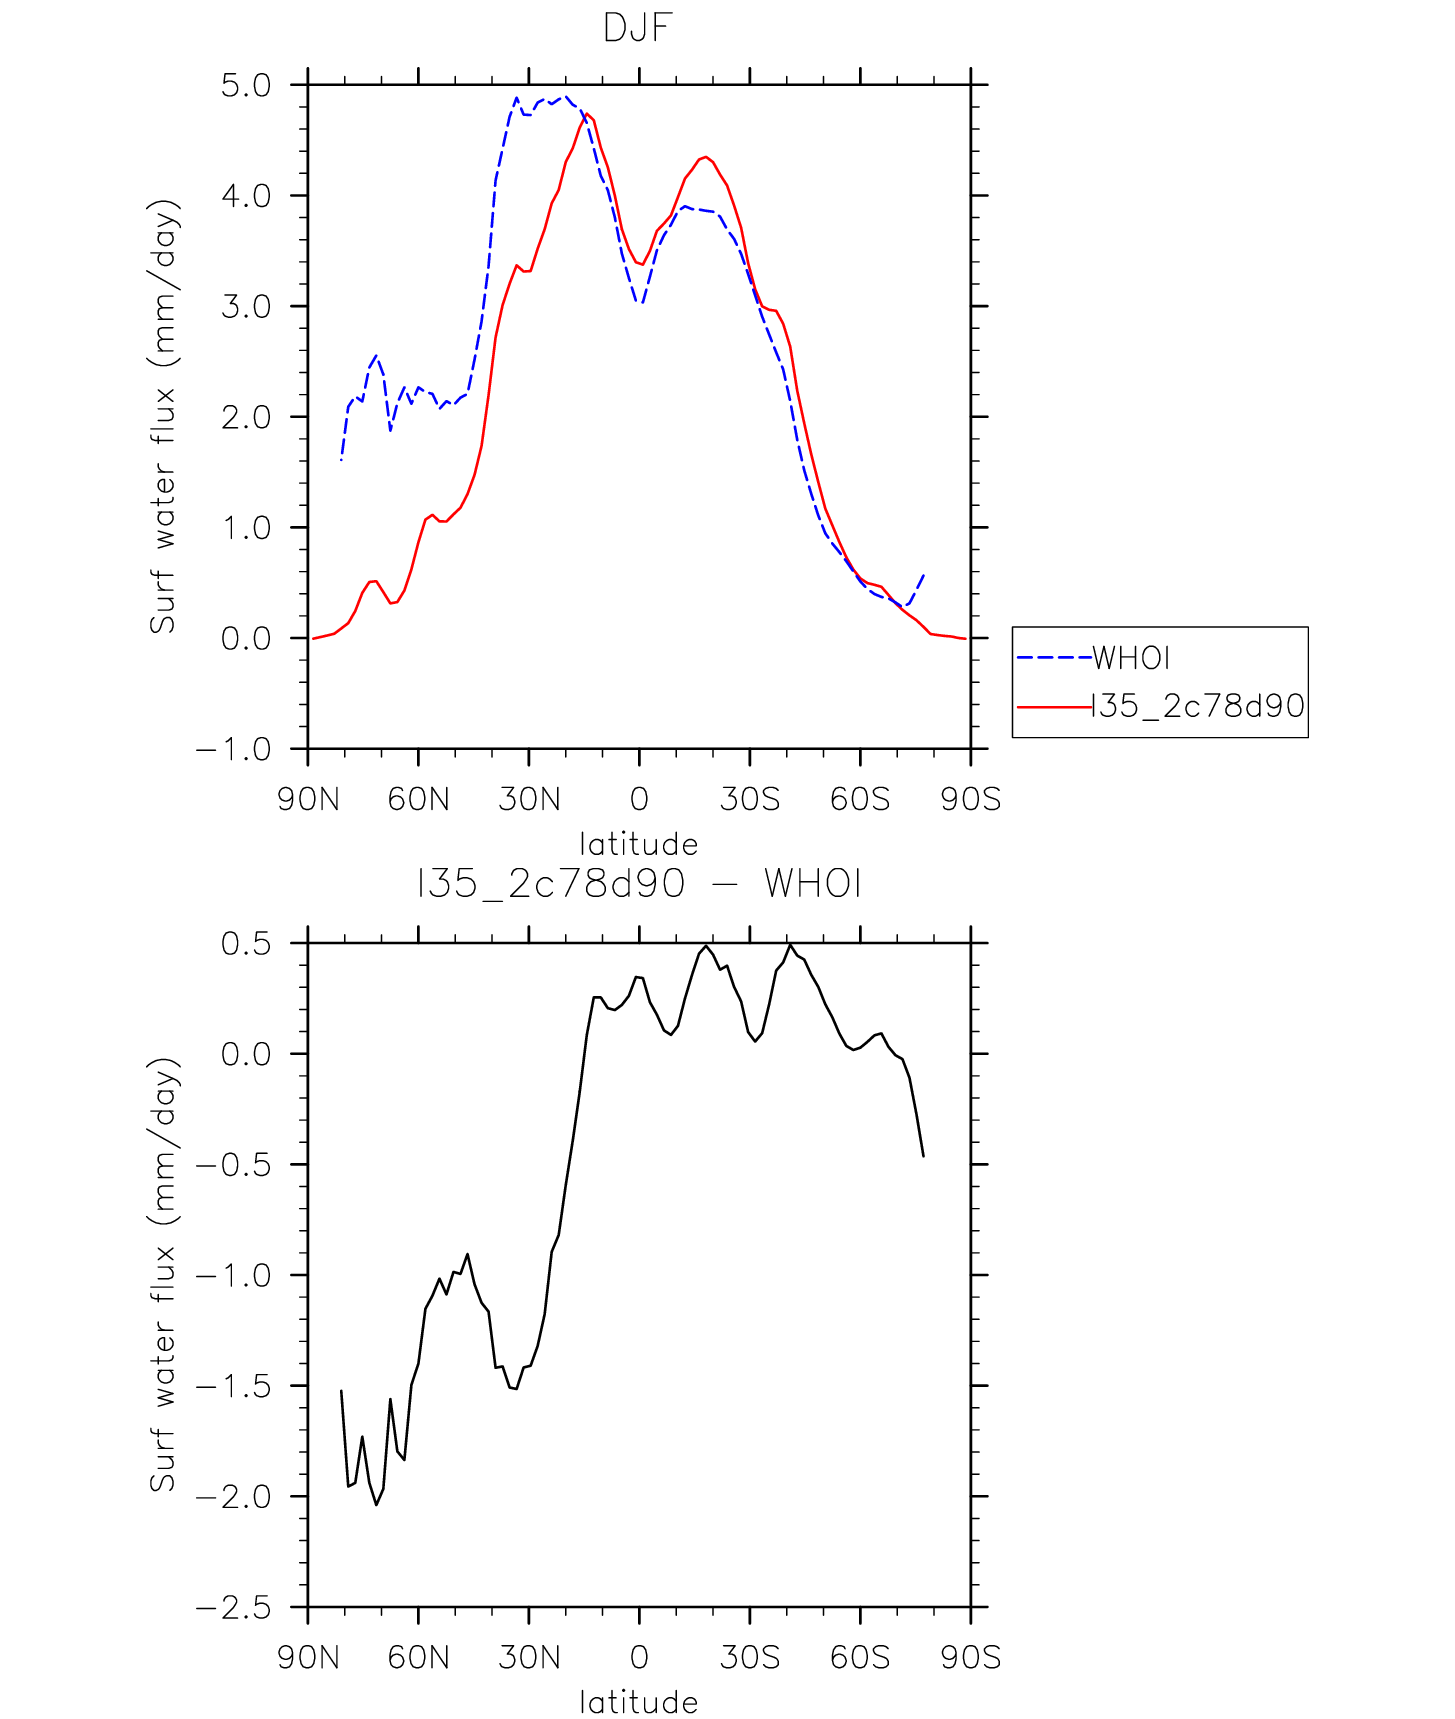 DJF
Surf water flux (mm/day)
5.0
4.0
3.0
2.0
1.0
0.0
−1.0
90N 60N 30N 0 30S 60S 90S
latitude
WHOI
I35_2c78d90
I35_2c78d90 − WHOI
Surf water flux (mm/day)
0.5
0.0
−0.5
−1.0
−1.5
−2.0
−2.5
90N 60N 30N 0 30S 60S 90S
latitude